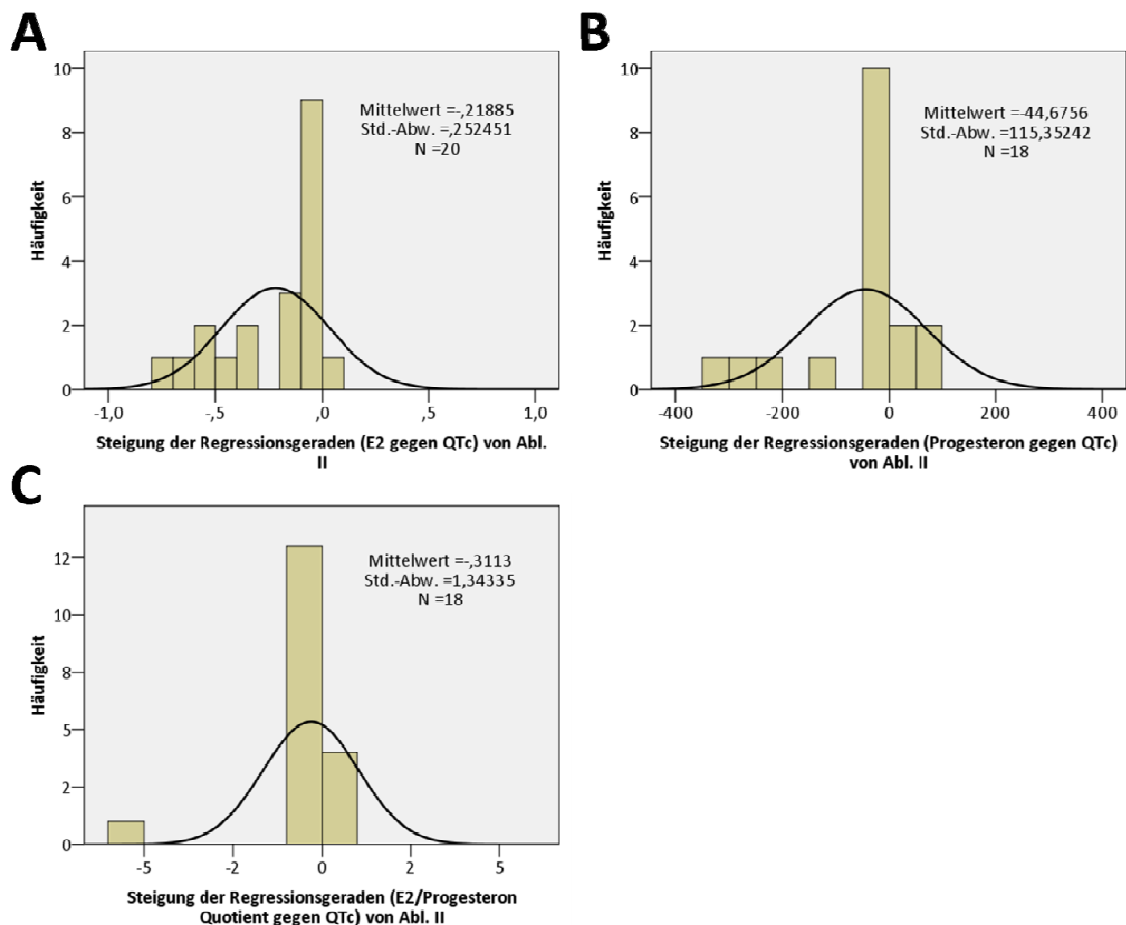 A
10
8
6
4
2
0
Häufigkeit
Mittelwert =-,21885
Std.-Abw. =,252451
N =20
-1,0
-,5
,0
,5
1,0
Steigung der Regressionsgeraden (E2 gegen QTc) von Abl.
II
B
10
8
6
4
2
0
Häufigkeit
Mittelwert =-44,6756
Std.-Abw. =115,35242
N =18
-400
-200
0
200
400
Steigung der Regressionsgeraden (Progesteron gegen QTc)
von Abl. II
C
12
10
8
5
2
0
Häufigkeit
Mittelwert =-,3113
Std.-Abw. =1,34335
N =18
-5
-2
0
2
5
Steigung der Regressionsgeraden (E2/Progesteron
Quotient gegen QTc) von Abl. II